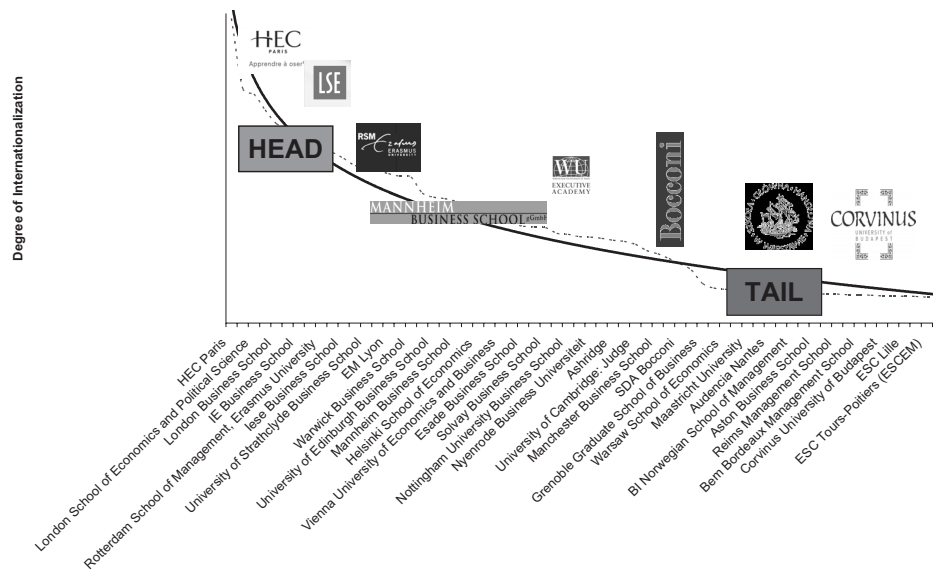 Degree of Internationalization
HEC
PARIS
Apprendre à oser
LSE
HEAD
RSM
Erasmus
ERASMUS
UNIVERSITY
MANNHEIM
BUSINESS SCHOOL gGmbH
WU
EXECUTIVE
ACADEMY
Bocconi
CORVINUS
UNIVERSITY of
BUDAPEST
TAIL
HEC Paris
London School of Economics and Political Science
London Business School
IE Business School
Rotterdam School of Management, Erasmus University
Iese Business School
University of Strathclyde Business School
EM Lyon
Warwick Business School
University of Edinburgh Business School
Mannheim Business School
Helsinki School of Economics
Vienna University of Economics and Business
Esade Business School
Solvay Business School
Nottingham University Business School
Nyenrode Business Universiteit
Ashridge
University of Cambridge: Judge
Manchester Business School
SDA Bocconi
Grenoble Graduate School of Business
Warsaw School of Economics
Maastricht University
Audencia Nantes
BI Norwegian School of Management
Aston Business School
Reims Management School
Bem Bordeaux Management School
Corvinus University of Budapest
ESC Lille
ESC Tours-Poitiers (ESCEM)